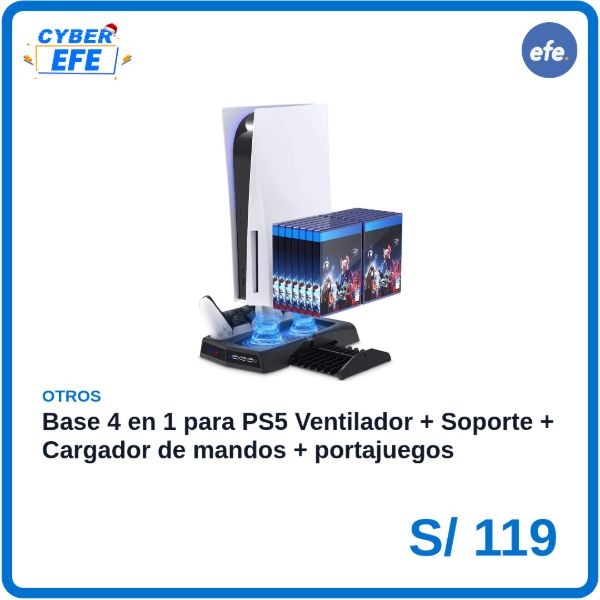 CYBER
EFE
efe.
OTROS
Base 4 en 1 para PS5 Ventilador + Soporte +
Cargador de mandos + portajuegos
S/ 119